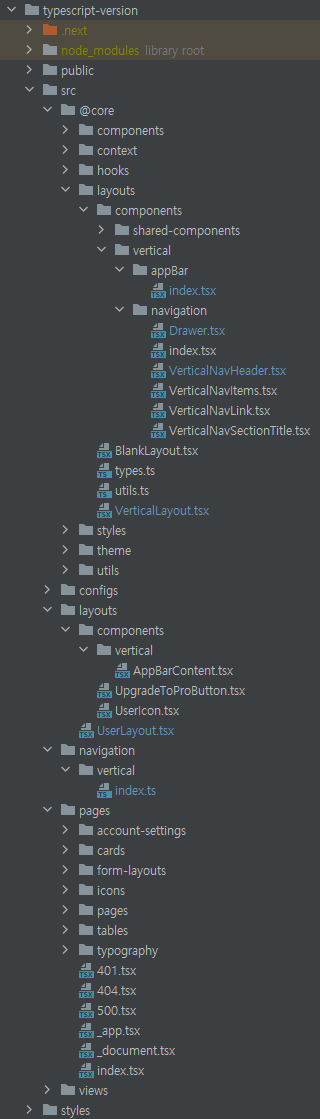 typescript-version
.next
node_modules library root
public
src
@core
components
context
hooks
layouts
components
shared-components
vertical
appBar
index.tsx
navigation
Drawer.tsx
index.tsx
VerticalNavHeader.tsx
VerticalNavItems.tsx
VerticalNavLink.tsx
VerticalNavSectionTitle.tsx
BlankLayout.tsx
types.ts
utils.ts
VerticalLayout.tsx
styles
theme
utils
configs
layouts
components
vertical
AppBarContent.tsx
UpgradeToProButton.tsx
UserIcon.tsx
UserLayout.tsx
navigation
vertical
index.ts
pages
account-settings
cards
form-layouts
icons
pages
tables
typography
401.tsx
404.tsx
500.tsx
_app.tsx
_document.tsx
index.tsx
views
styles